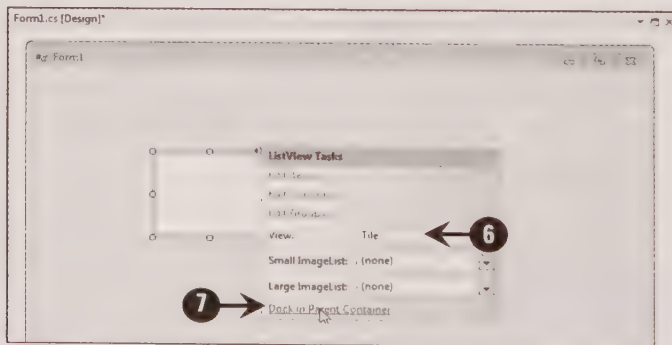 Form1.cs [Design]*
Form1
ListView Tasks
View: Tile
6
Small ImageList: (none)
Large ImageList: (none)
7
Dock in Parent Container